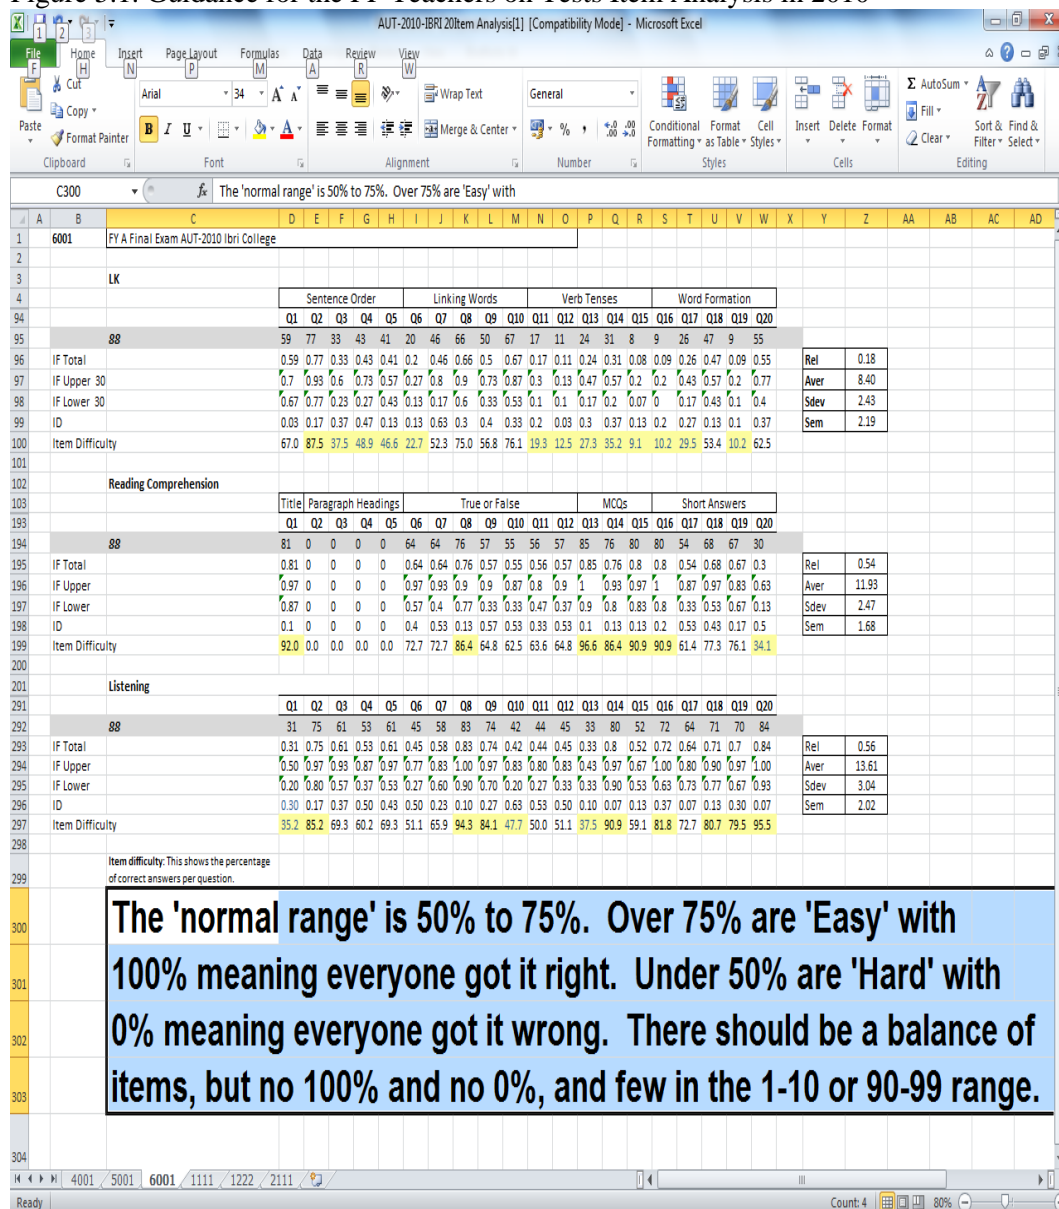 Figure 3.1: Guidance for the FP Teachers on Tests Item Analysis in 2010
AUT-2010-IBRI 20Item Analysis[1] [Compatibility Mode] - Microsoft Excel
1 2 3
File Home Insert Page Layout Formulas Data Review View
F H N P M A R W
Cut
Copy
Paste Format Painter
Arial 34 A A Wrap Text General AutoSum
Fill
B I U A Merge & Center % , Conditional Formatting Format as Table Cell Styles Insert Delete Format Clear Sort & Filter Find & Select
Clipboard Font Alignment Number Styles Cells Editing
C300 fx The 'normal range' is 50% to 75%. Over 75% are 'Easy' with
A B C D E F G H I J K L M N O P Q R S T U V W X Y Z AA AB AC AD
1 6001 FY A Final Exam AUT-2010 Ibri College
2
3 LK
4 Sentence Order Linking Words Verb Tenses Word Formation
94 Q1 Q2 Q3 Q4 Q5 Q6 Q7 Q8 Q9 Q10 Q11 Q12 Q13 Q14 Q15 Q16 Q17 Q18 Q19 Q20
95 88 59 77 33 43 41 20 46 66 50 67 17 11 24 31 8 9 26 47 9 55
96 IF Total 0.59 0.77 0.33 0.43 0.41 0.2 0.46 0.66 0.5 0.67 0.17 0.11 0.24 0.31 0.08 0.09 0.26 0.47 0.09 0.55 Rel 0.18
97 IF Upper 30 0.7 0.93 0.6 0.73 0.57 0.27 0.8 0.9 0.73 0.87 0.3 0.13 0.47 0.57 0.2 0.2 0.43 0.57 0.2 0.77 Aver 8.40
98 IF Lower 30 0.67 0.77 0.23 0.27 0.43 0.13 0.17 0.6 0.33 0.53 0.1 0.1 0.17 0.2 0.07 0 0.17 0.43 0.1 0.4 Sdev 2.43
99 ID 0.03 0.17 0.37 0.47 0.13 0.13 0.63 0.3 0.4 0.33 0.2 0.03 0.3 0.37 0.13 0.2 0.27 0.13 0.1 0.37 Sem 2.19
100 Item Difficulty 67.0 87.5 37.5 48.9 46.6 22.7 52.3 75.0 56.8 76.1 19.3 12.5 27.3 35.2 9.1 10.2 29.5 53.4 10.2 62.5
101
102 Reading Comprehension
103 Title Paragraph Headings True or False MCQs Short Answers
193 Q1 Q2 Q3 Q4 Q5 Q6 Q7 Q8 Q9 Q10 Q11 Q12 Q13 Q14 Q15 Q16 Q17 Q18 Q19 Q20
194 88 81 0 0 0 0 64 64 76 57 55 56 57 85 76 80 80 54 68 67 30
195 IF Total 0.81 0 0 0 0 0.64 0.64 0.76 0.57 0.55 0.56 0.57 0.85 0.76 0.8 0.8 0.54 0.68 0.67 0.3 Rel 0.54
196 IF Upper 0.97 0 0 0 0 0.97 0.93 0.9 0.9 0.87 0.8 0.9 1 0.93 0.97 1 0.87 0.97 0.83 0.63 Aver 11.93
197 IF Lower 0.87 0 0 0 0 0.57 0.4 0.77 0.33 0.33 0.47 0.37 0.9 0.8 0.83 0.8 0.33 0.53 0.67 0.13 Sdev 2.47
198 ID 0.1 0 0 0 0 0.4 0.53 0.13 0.57 0.53 0.33 0.53 0.1 0.13 0.13 0.2 0.53 0.43 0.17 0.5 Sem 1.68
199 Item Difficulty 92.0 0.0 0.0 0.0 0.0 72.7 72.7 86.4 64.8 62.5 63.6 64.8 96.6 86.4 90.9 90.9 61.4 77.3 76.1 34.1
200
201 Listening
291 Q1 Q2 Q3 Q4 Q5 Q6 Q7 Q8 Q9 Q10 Q11 Q12 Q13 Q14 Q15 Q16 Q17 Q18 Q19 Q20
292 88 31 75 61 53 61 45 58 83 74 42 44 45 33 80 52 72 64 71 70 84
293 IF Total 0.31 0.75 0.61 0.53 0.61 0.45 0.58 0.83 0.74 0.42 0.44 0.45 0.33 0.8 0.52 0.72 0.64 0.71 0.7 0.84 Rel 0.56
294 IF Upper 0.50 0.97 0.93 0.87 0.97 0.77 0.83 1.00 0.97 0.83 0.80 0.83 0.43 0.97 0.67 1.00 0.80 0.90 0.97 1.00 Aver 13.61
295 IF Lower 0.20 0.80 0.57 0.37 0.53 0.27 0.60 0.90 0.70 0.20 0.27 0.33 0.33 0.90 0.53 0.63 0.73 0.77 0.67 0.93 Sdev 3.04
296 ID 0.30 0.17 0.37 0.50 0.43 0.50 0.23 0.10 0.27 0.63 0.53 0.50 0.10 0.07 0.13 0.37 0.07 0.13 0.30 0.07 Sem 2.02
297 Item Difficulty 35.2 85.2 69.3 60.2 69.3 51.1 65.9 94.3 84.1 47.7 50.0 51.1 37.5 90.9 59.1 81.8 72.7 80.7 79.5 95.5
298
Item difficulty: This shows the percentage
299 of correct answers per question.
300 The 'normal range' is 50% to 75%. Over 75% are 'Easy' with
301 100% meaning everyone got it right. Under 50% are 'Hard' with
302 0% meaning everyone got it wrong. There should be a balance of
303 items, but no 100% and no 0%, and few in the 1-10 or 90-99 range.
304
4001 5001 6001 1111 1222 2111
Ready Count: 4 80%